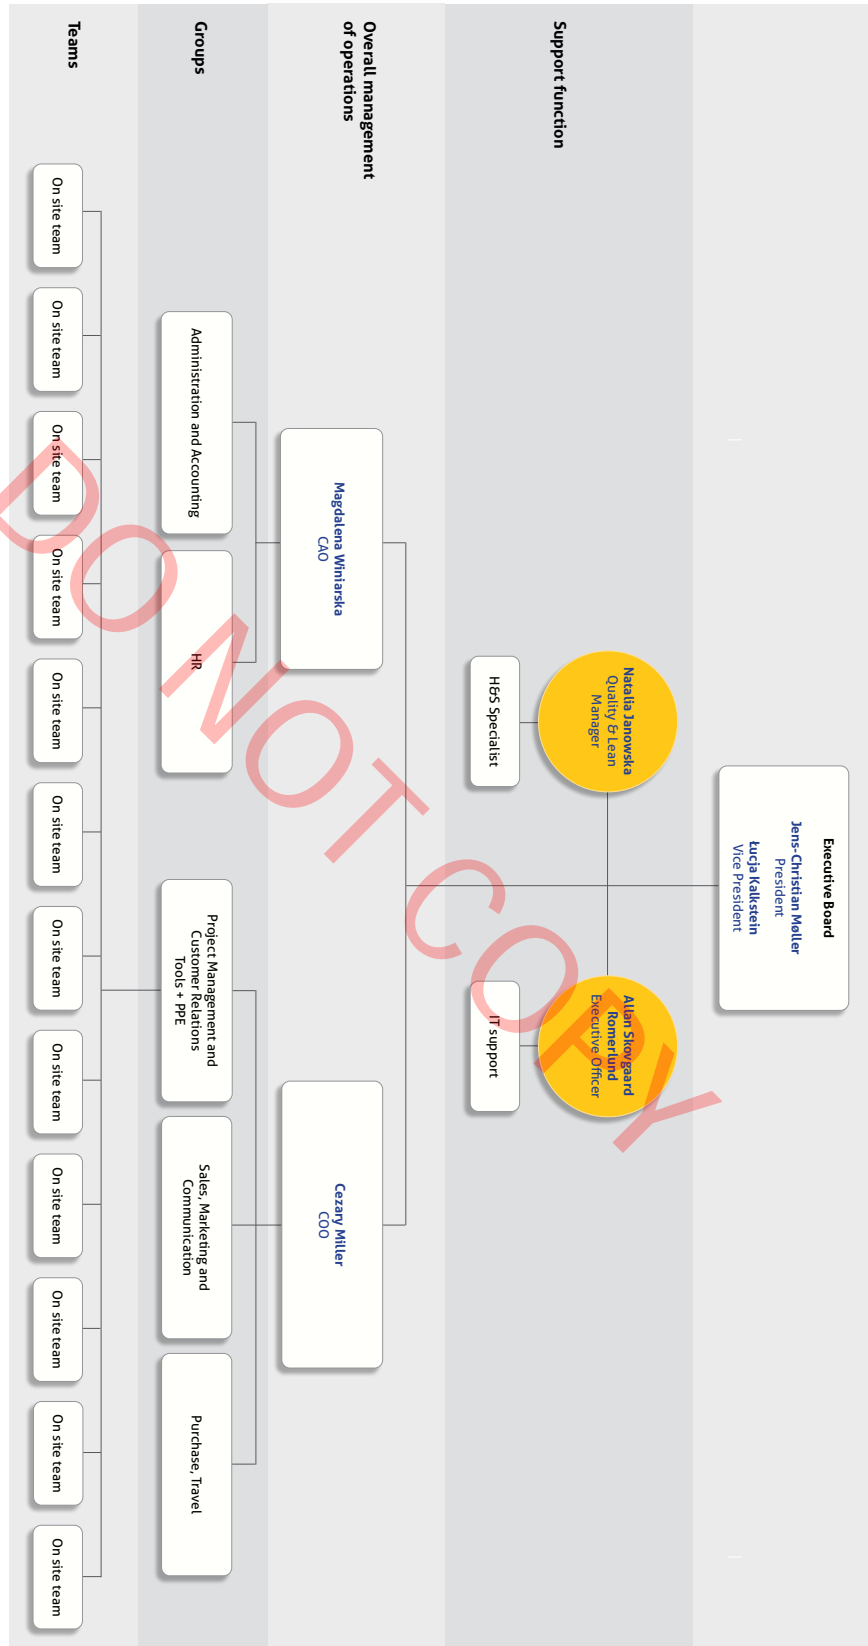 Executive Board
Jens-Christian Møller
President
Łucja Kalkstein
Vice President
Support function
Natalia Janowska
Quality & Lean
Manager
Allan Skovgaard
Rømerlund
Executive Officer
H&S Specialist
IT support
Overall management
of operations
Magdalena Winiarska
CAO
Cezary Miller
COO
Groups
Administration and Accounting
HR
Project Management and
Customer Relations
Tools + PPE
Sales, Marketing and
Communication
Purchase, Travel
Teams
On site team
On site team
On site team
On site team
On site team
On site team
On site team
On site team
On site team
On site team
On site team
On site team
DO NOT COPY